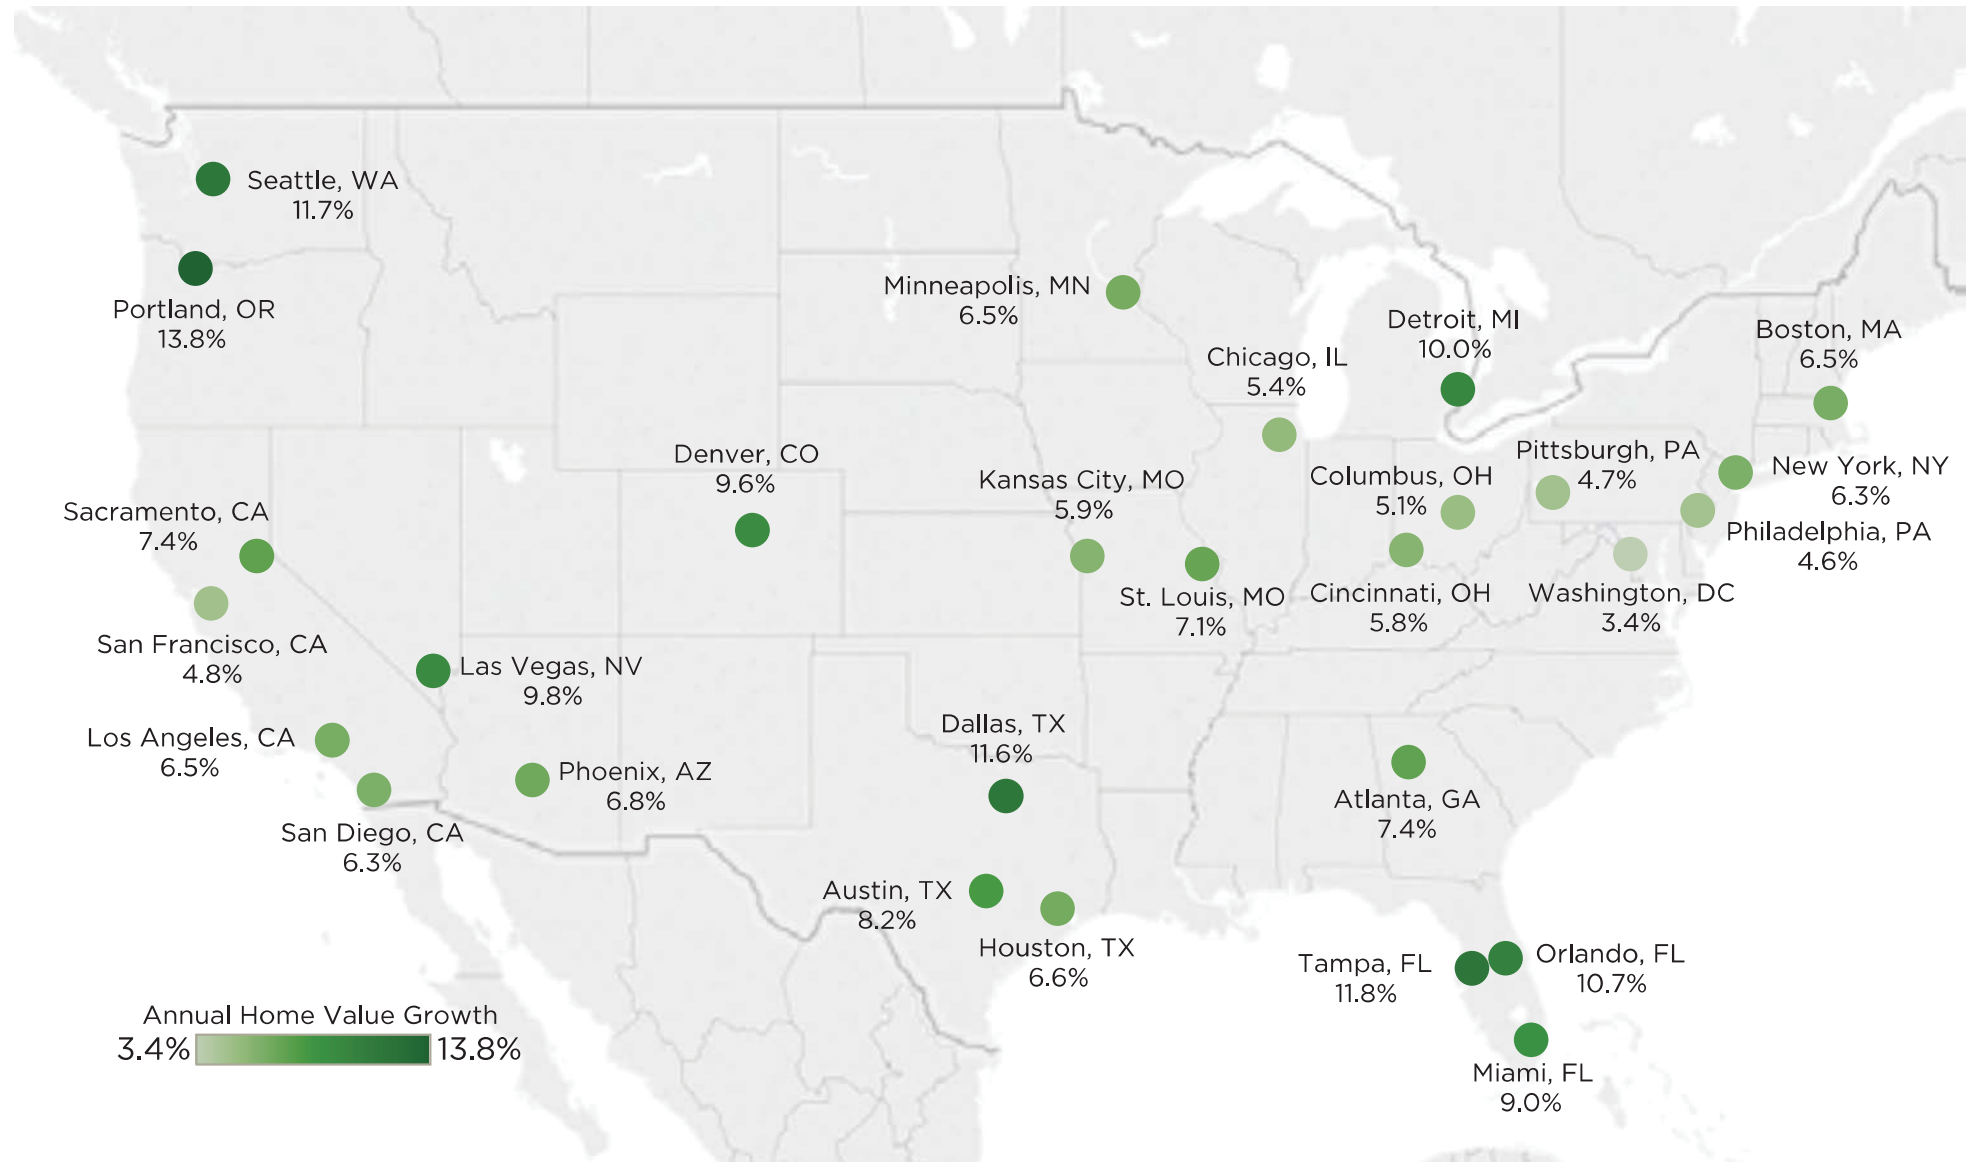 Seattle, WA
11.7%
Portland, OR
13.8%
Minneapolis, MN
6.5%
Detroit, MI
10.0%
Boston, MA
6.5%
Chicago, IL
5.4%
Denver, CO
9.6%
Kansas City, MO
5.9%
Columbus, OH
5.1%
Pittsburgh, PA
4.7%
New York, NY
6.3%
Sacramento, CA
7.4%
Philadelphia, PA
4.6%
St. Louis, MO
7.1%
Cincinnati, OH
5.8%
Washington, DC
3.4%
San Francisco, CA
4.8%
Las Vegas, NV
9.8%
Los Angeles, CA
6.5%
Phoenix, AZ
6.8%
Dallas, TX
11.6%
Atlanta, GA
7.4%
San Diego, CA
6.3%
Austin, TX
8.2%
Houston, TX
6.6%
Tampa, FL
11.8%
Orlando, FL
10.7%
Miami, FL
9.0%
Annual Home Value Growth
3.4% 13.8%